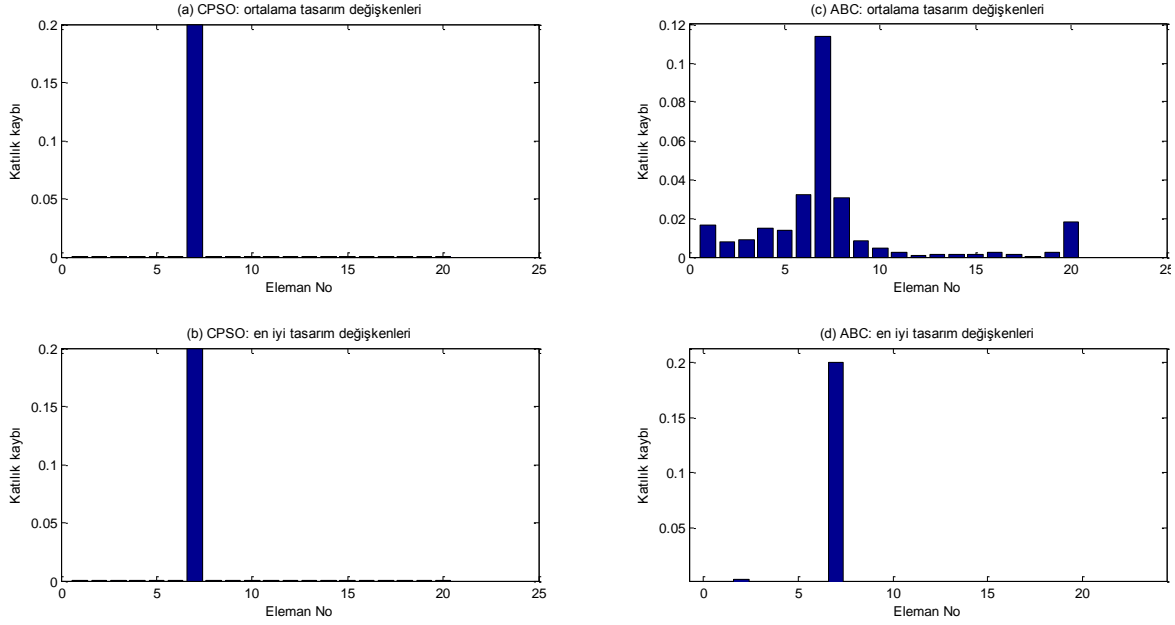 (a) CPSO: ortalama tasarım değişkenleri
0.2
0.15
0.1
0.05
0
0 5 10 15 20 25
Katılık kaybı
Eleman No
(c) ABC: ortalama tasarım değişkenleri
0.12
0.1
0.08
0.06
0.04
0.02
0
0 5 10 15 20 25
Katılık kaybı
Eleman No
(b) CPSO: en iyi tasarım değişkenleri
0.2
0.15
0.1
0.05
0
0 5 10 15 20 25
Katılık kaybı
Eleman No
(d) ABC: en iyi tasarım değişkenleri
0.2
0.15
0.1
0.05
0 5 10 15 20
Katılık kaybı
Eleman No